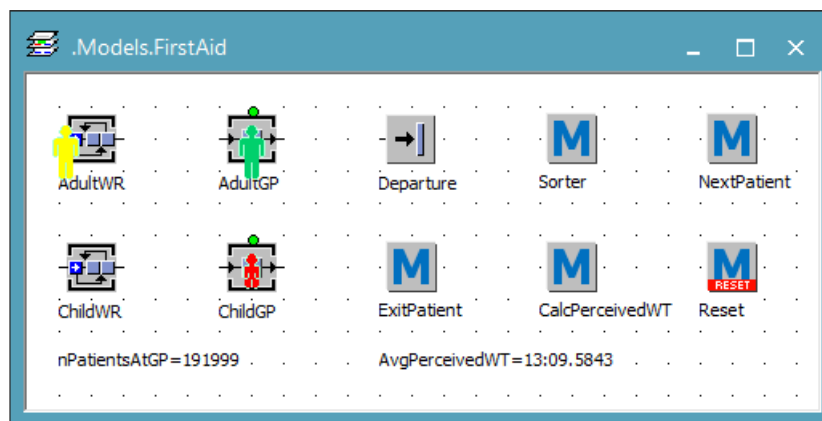 .Models.FirstAid
AdultWR AdultGP Departure Sorter NextPatient
M M
ChildWR ChildGP ExitPatient CalcPerceivedWT Reset
M M M
RESET
nPatientsAtGP=191999 AvgPerceivedWT=13:09.5843